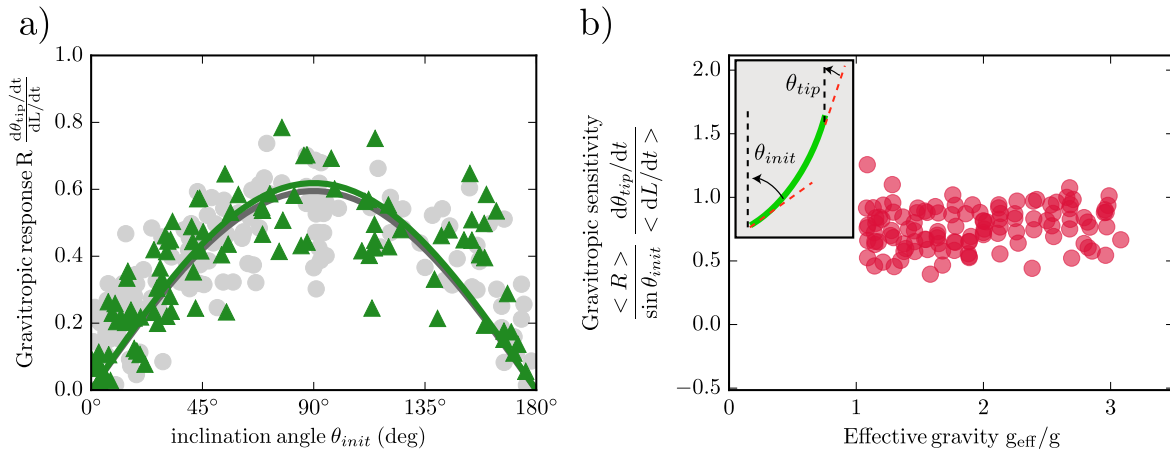 a)
Gravitropic response R dθtip/dt / dL/dt
1.0
0.8
0.6
0.4
0.2
0.0
0° 45° 90° 135° 180°
inclination angle θinit (deg)
b)
Gravitropic sensitivity
< R > / sin θinit dθtip/dt / < dL/dt >
2.0
1.5
1.0
0.5
0.0
−0.5
θtip
θinit
0 1 2 3
Effective gravity geff/g